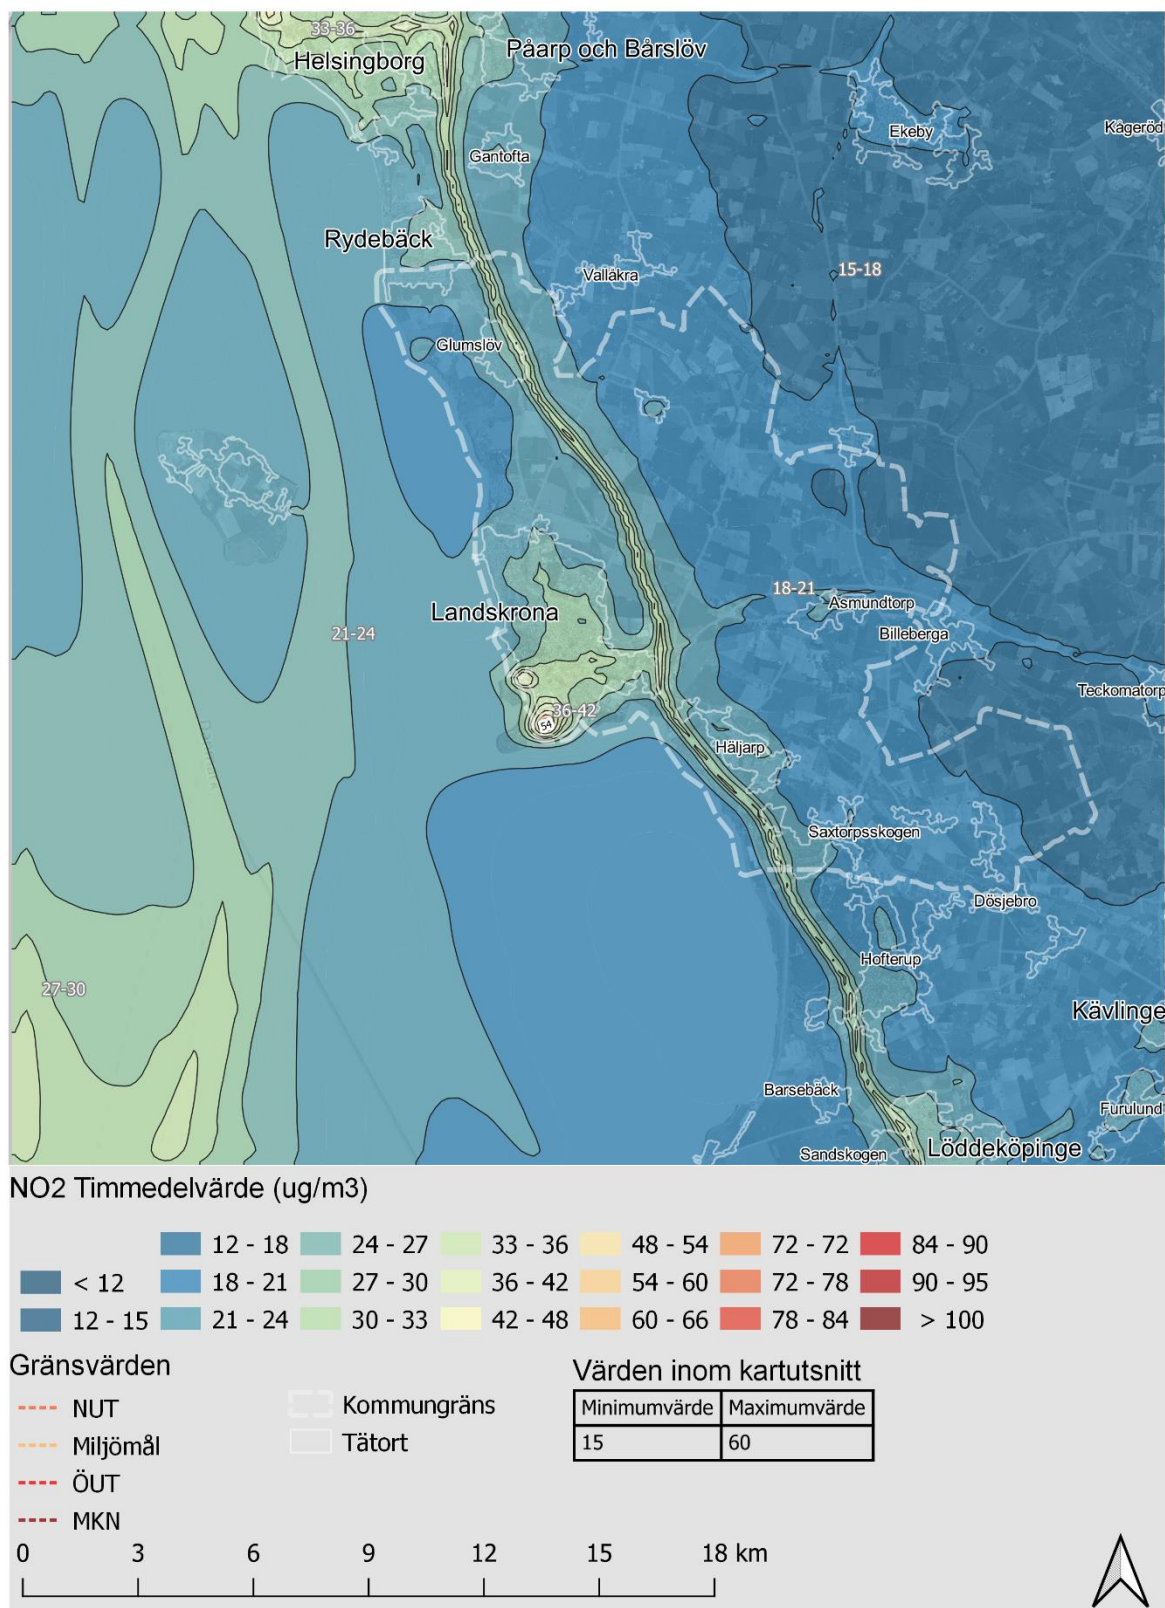 33-36
Helsingborg
Påarp och Bårslöv
Ekeby
Kågeröd
Gantofta
Rydebäck
Vallåkra
15-18
Glumslöv
18-21
Asmundtorp
Landskrona
21-24
Billeberga
Teckomatorp
36-42
54
Häljarp
Saxtorpsskogen
Dösjebro
27-30
Hofterup
Kävlinge
Barsebäck
Furulund
Sandskogen
Löddeköpinge
NO2 Timmedelvärde (ug/m3)
12 - 18 24 - 27 33 - 36 48 - 54 72 - 72 84 - 90
< 12 18 - 21 27 - 30 36 - 42 54 - 60 72 - 78 90 - 95
12 - 15 21 - 24 30 - 33 42 - 48 60 - 66 78 - 84 > 100
Gränsvärden
NUT
Miljömål
ÖUT
MKN
Kommungräns
Tätort
Värden inom kartutsnitt
Minimumvärde Maximumvärde
15 60
0 3 6 9 12 15 18 km